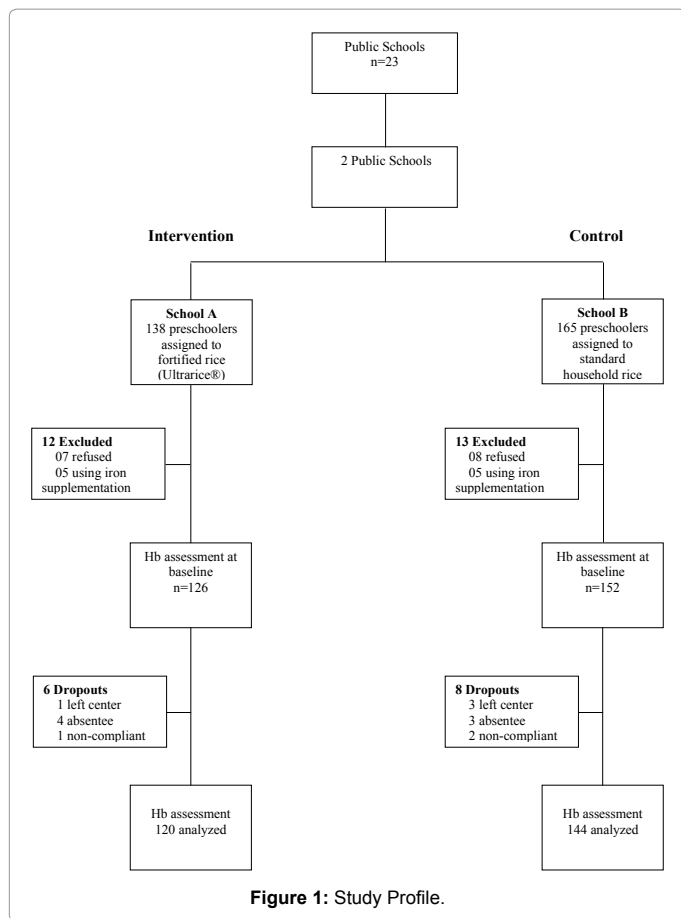 Public Schools
n=23
2 Public Schools
Intervention
Control
School A
138 preschoolers
assigned to
fortified rice
(Ultrarice®)
School B
165 preschoolers
assigned to
standard
household rice
12 Excluded
07 refused
05 using iron
supplementation
13 Excluded
08 refused
05 using iron
supplementation
Hb assessment at
baseline
n=126
Hb assessment at
baseline
n=152
6 Dropouts
1 left center
4 absentee
1 non-compliant
8 Dropouts
3 left center
3 absentee
2 non-compliant
Hb assessment
120 analyzed
Hb assessment
144 analyzed
Figure 1: Study Profile.